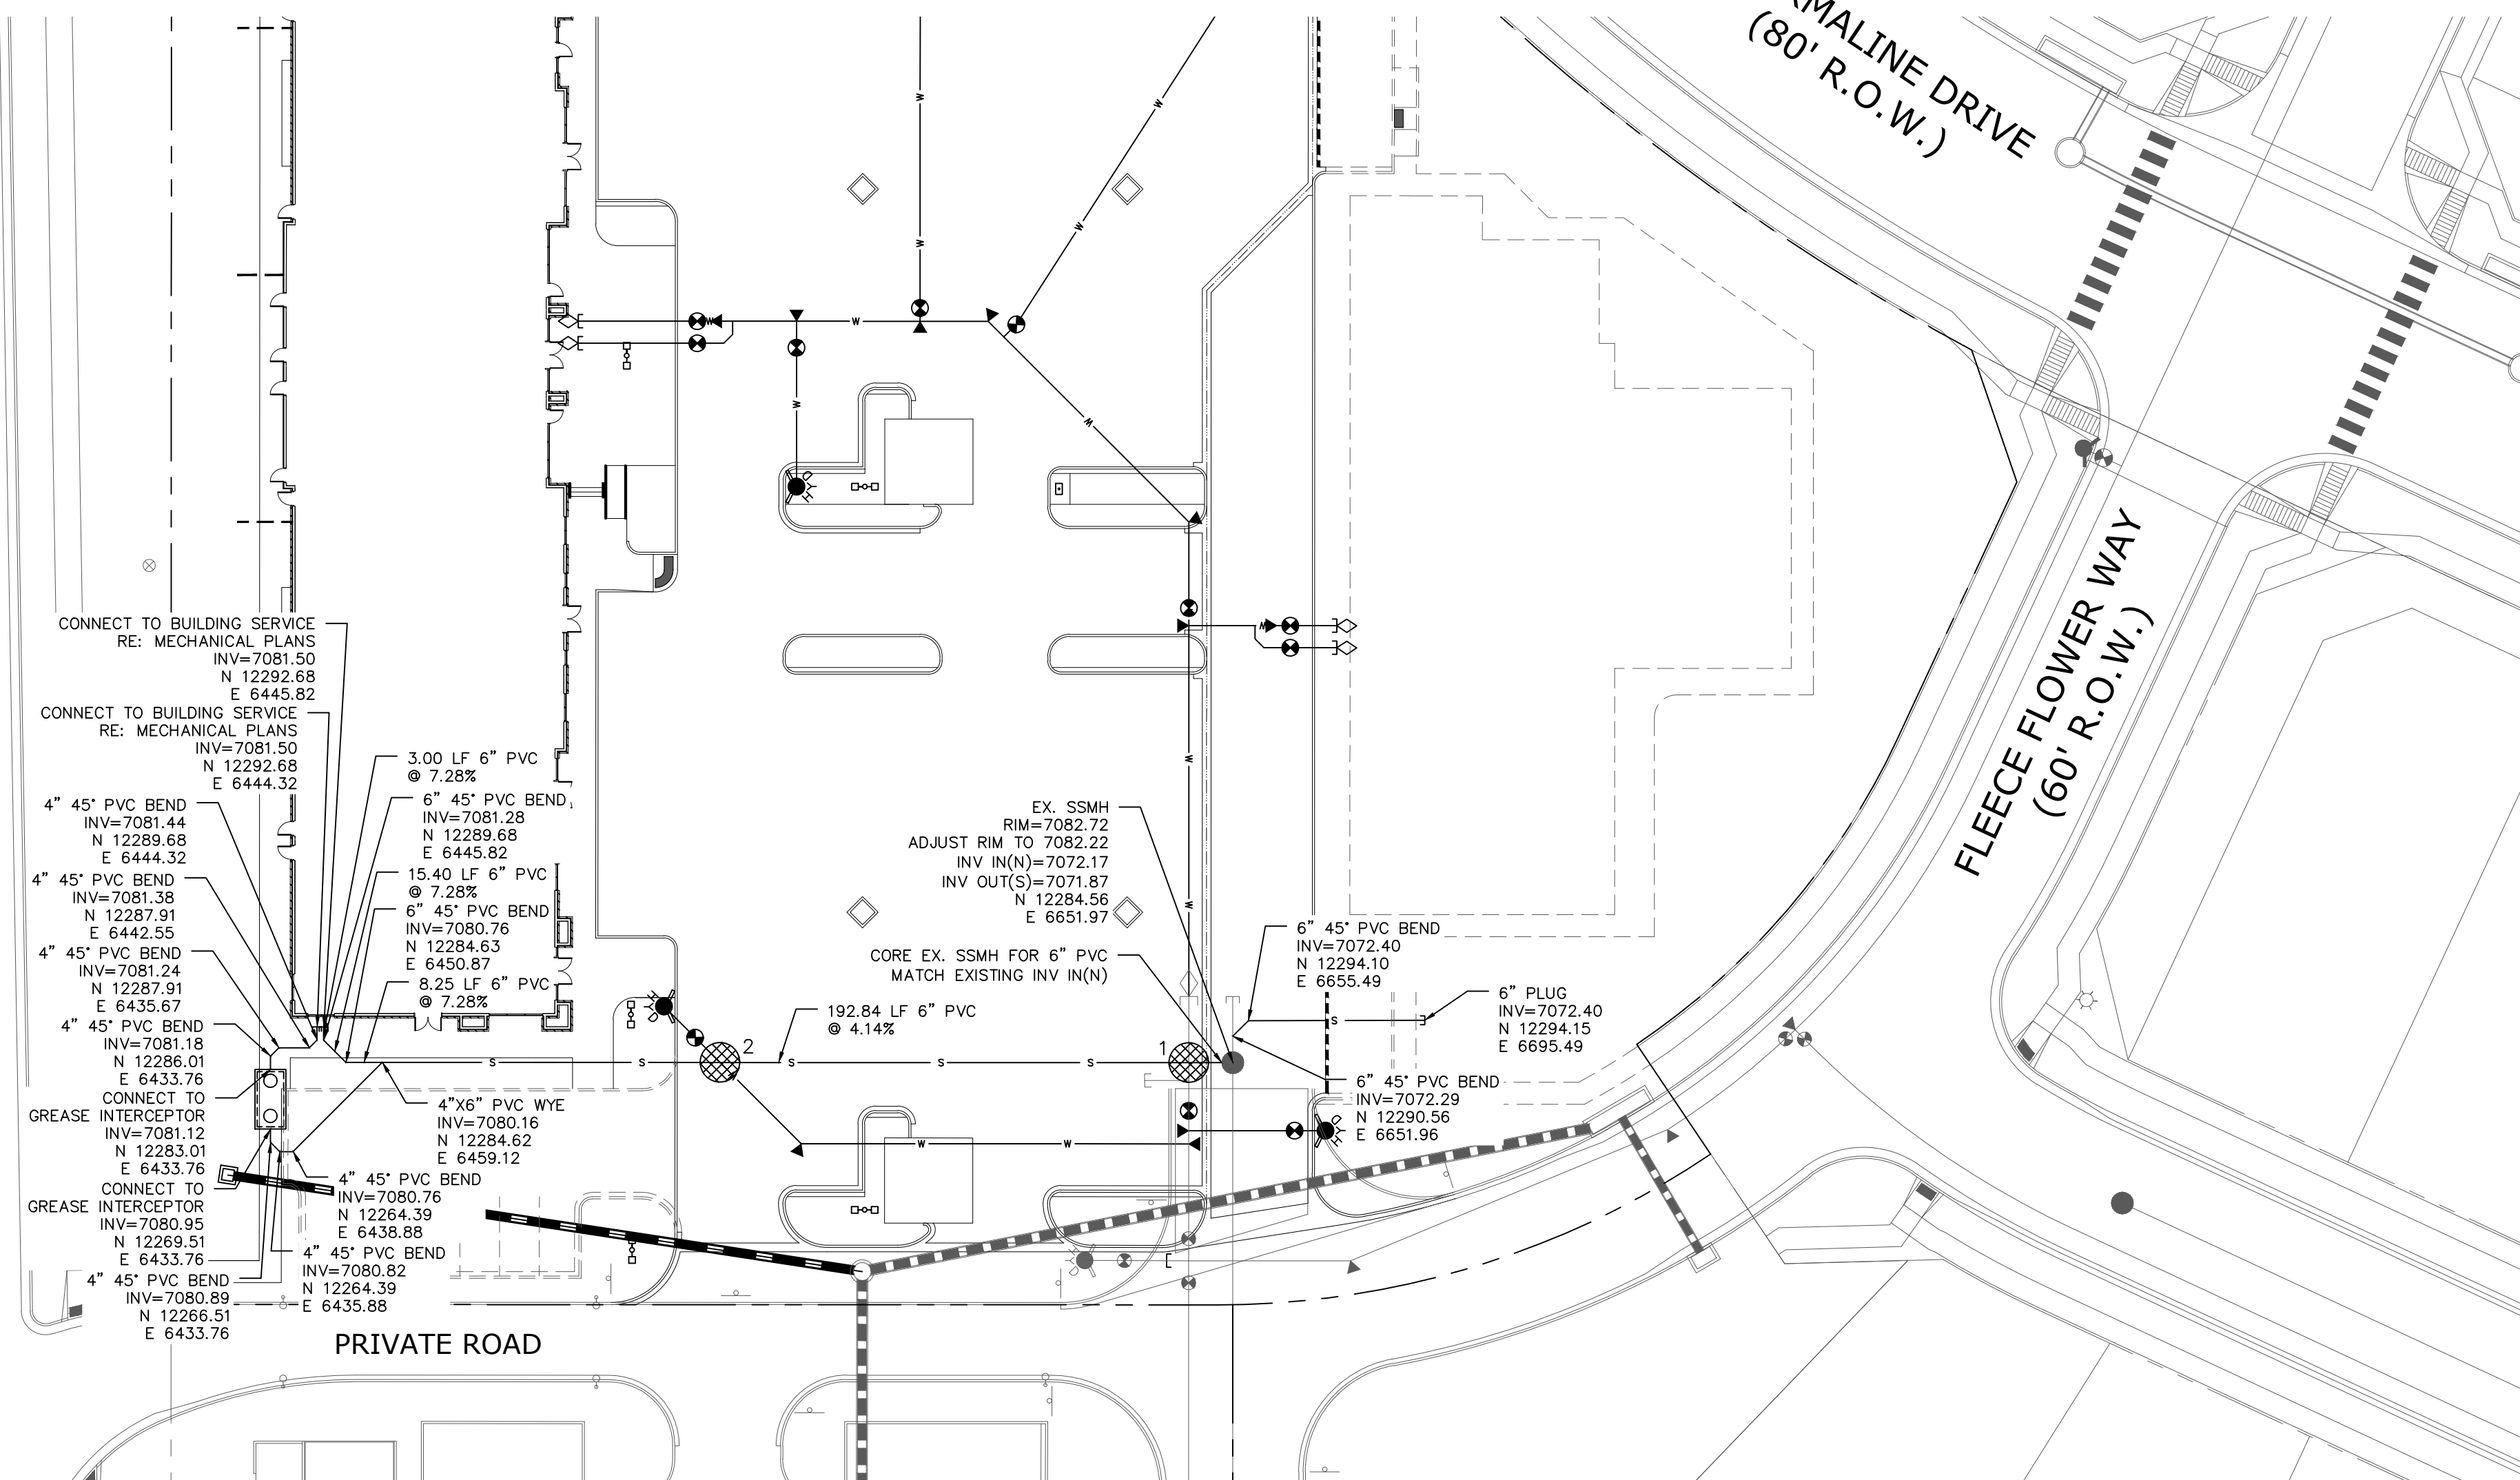 RMALINE DRIVE
(80' R.O.W.)
FLEECE FLOWER WAY
(60' R.O.W.)
CONNECT TO BUILDING SERVICE
RE: MECHANICAL PLANS
INV=7081.50
N 12292.68
E 6445.82
CONNECT TO BUILDING SERVICE
RE: MECHANICAL PLANS
INV=7081.50
N 12292.68
E 6444.32
4" 45° PVC BEND
INV=7081.44
N 12289.68
E 6444.32
4" 45° PVC BEND
INV=7081.38
N 12287.91
E 6442.55
4" 45° PVC BEND
INV=7081.24
N 12287.91
E 6435.67
4" 45° PVC BEND
INV=7081.18
N 12286.01
E 6433.76
CONNECT TO
GREASE INTERCEPTOR
INV=7081.12
N 12283.01
E 6433.76
CONNECT TO
GREASE INTERCEPTOR
INV=7080.95
N 12269.51
E 6433.76
4" 45° PVC BEND
INV=7080.89
N 12266.51
E 6433.76
3.00 LF 6" PVC
@ 7.28%
6" 45° PVC BEND
INV=7081.28
N 12289.68
E 6445.82
15.40 LF 6" PVC
@ 7.28%
6" 45° PVC BEND
INV=7080.76
N 12284.63
E 6450.87
8.25 LF 6" PVC
@ 7.28%
4"X6" PVC WYE
INV=7080.16
N 12284.62
E 6459.12
4" 45° PVC BEND
INV=7080.76
N 12264.39
E 6438.88
4" 45° PVC BEND
INV=7080.82
N 12264.39
E 6435.88
192.84 LF 6" PVC
@ 4.14%
EX. SSMH
RIM=7082.72
ADJUST RIM TO 7082.22
INV IN(N)=7072.17
INV OUT(S)=7071.87
N 12284.56
E 6651.97
CORE EX. SSMH FOR 6" PVC
MATCH EXISTING INV IN(N)
6" 45° PVC BEND
INV=7072.40
N 12294.10
E 6655.49
6" PLUG
INV=7072.40
N 12294.15
E 6695.49
6" 45° PVC BEND
INV=7072.29
N 12290.56
E 6651.96
2
1
W
W
W
W
W
W
W
W
W
W
W
W
W
W
S
S
S
S
S
S
HYD
HYD
HYD
PRIVATE ROAD